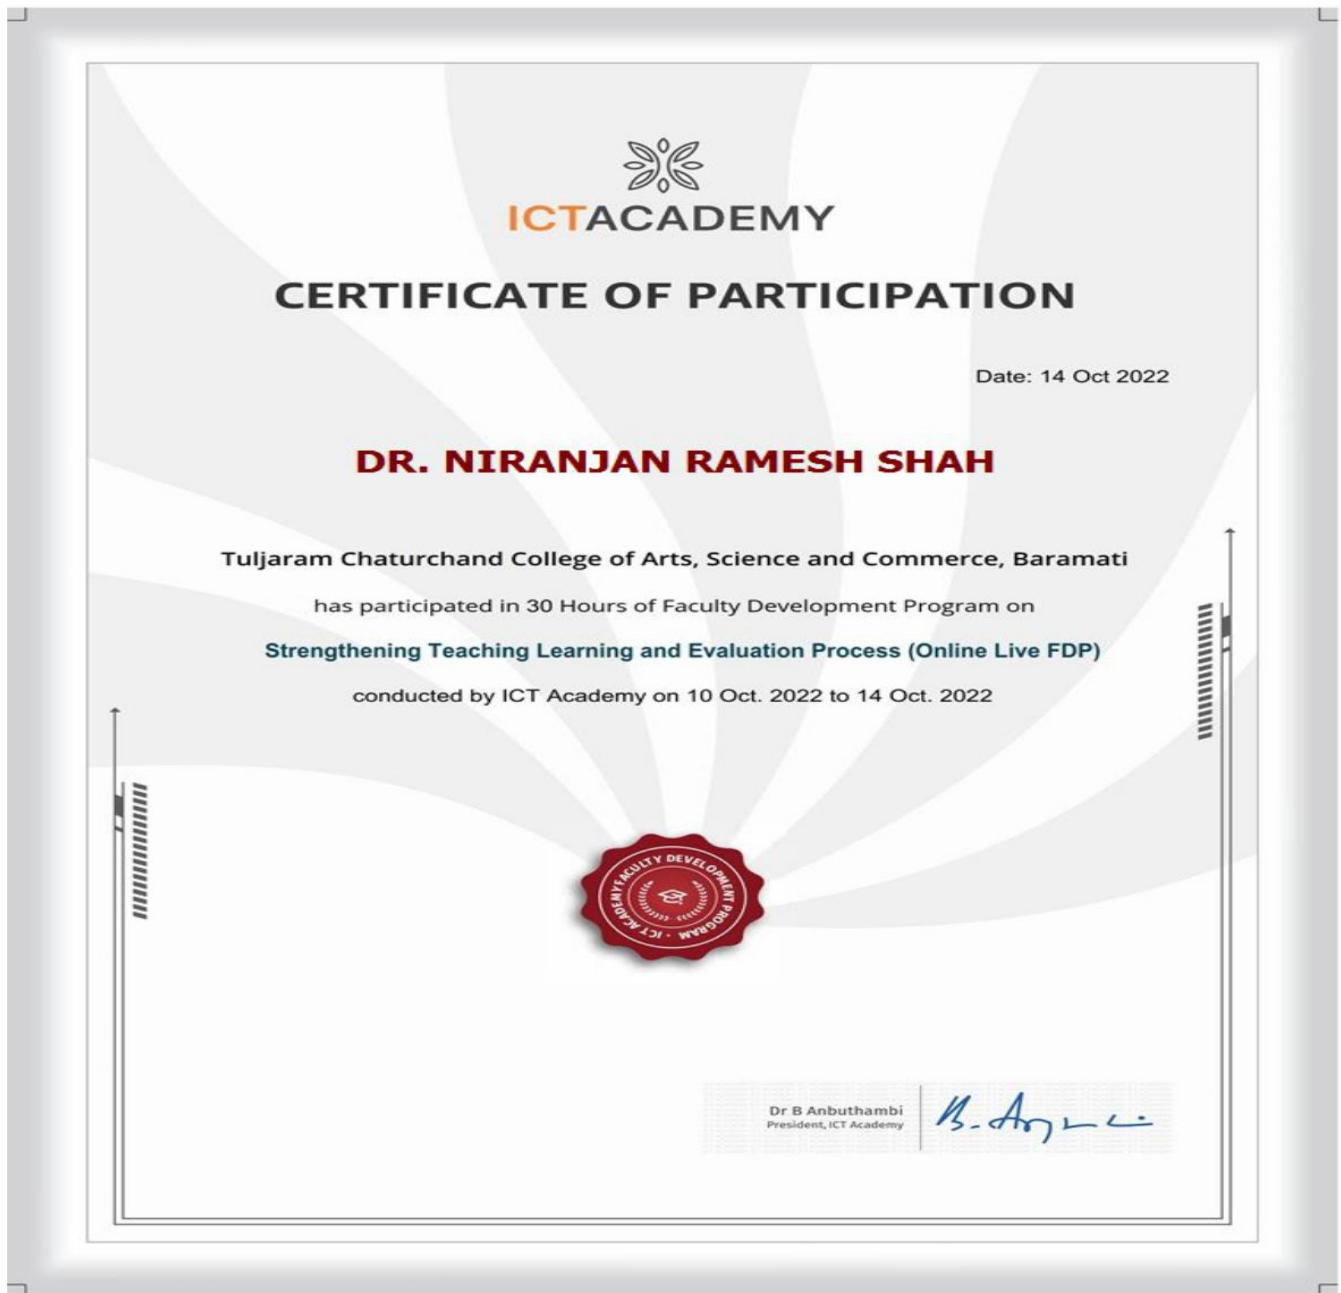 ICTACADEMY
CERTIFICATE OF PARTICIPATION
Date: 14 Oct 2022
DR. NIRANJAN RAMESH SHAH
Tuljaram Chaturchand College of Arts, Science and Commerce, Baramati
has participated in 30 Hours of Faculty Development Program on
Strengthening Teaching Learning and Evaluation Process (Online Live FDP)
conducted by ICT Academy on 10 Oct. 2022 to 14 Oct. 2022
ICT ACADEMY FACULTY DEVELOPMENT PROGRAM
Dr B Anbuthambi
President, ICT Academy